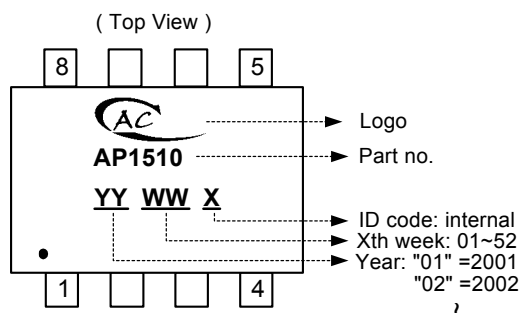 ( Top View )
8 5
AC
Logo
AP1510
Part no.
YY WW X
ID code: internal
Xth week: 01~52
Year: "01" =2001
"02" =2002
~
1 4